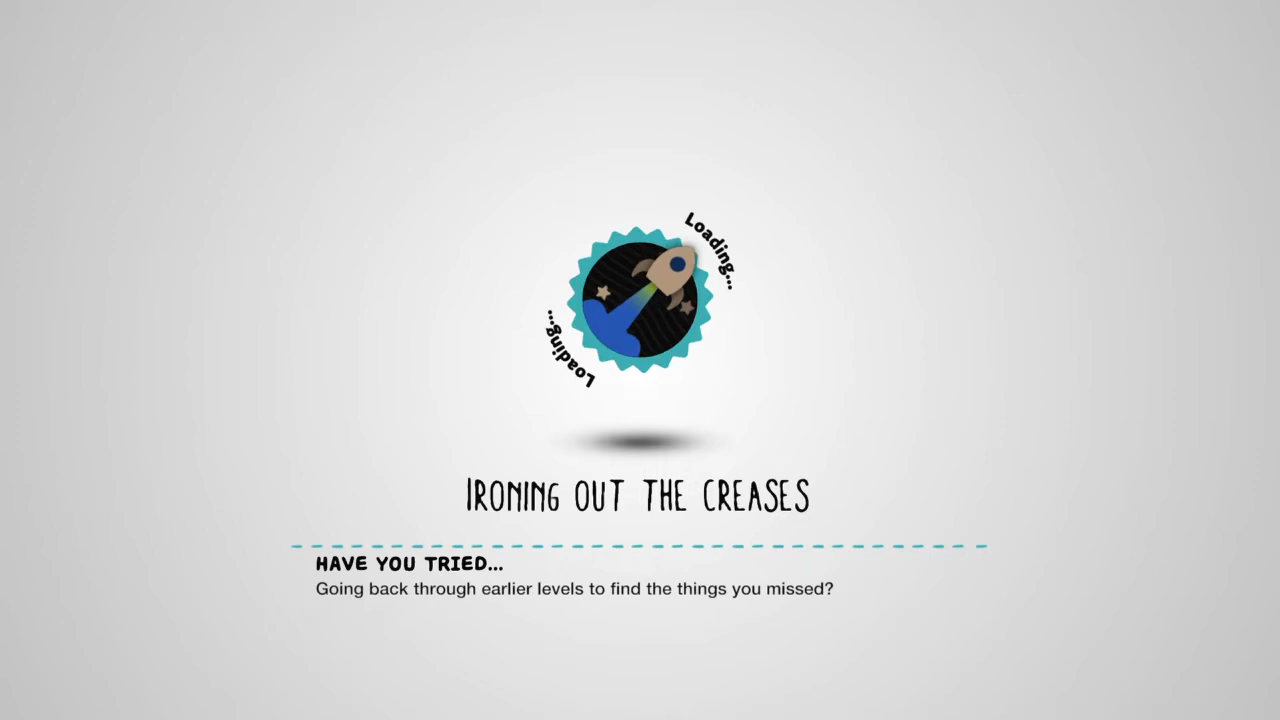 Loading...
Loading...
IRONING OUT THE CREASES
HAVE YOU TRIED...
Going back through earlier levels to find the things you missed?